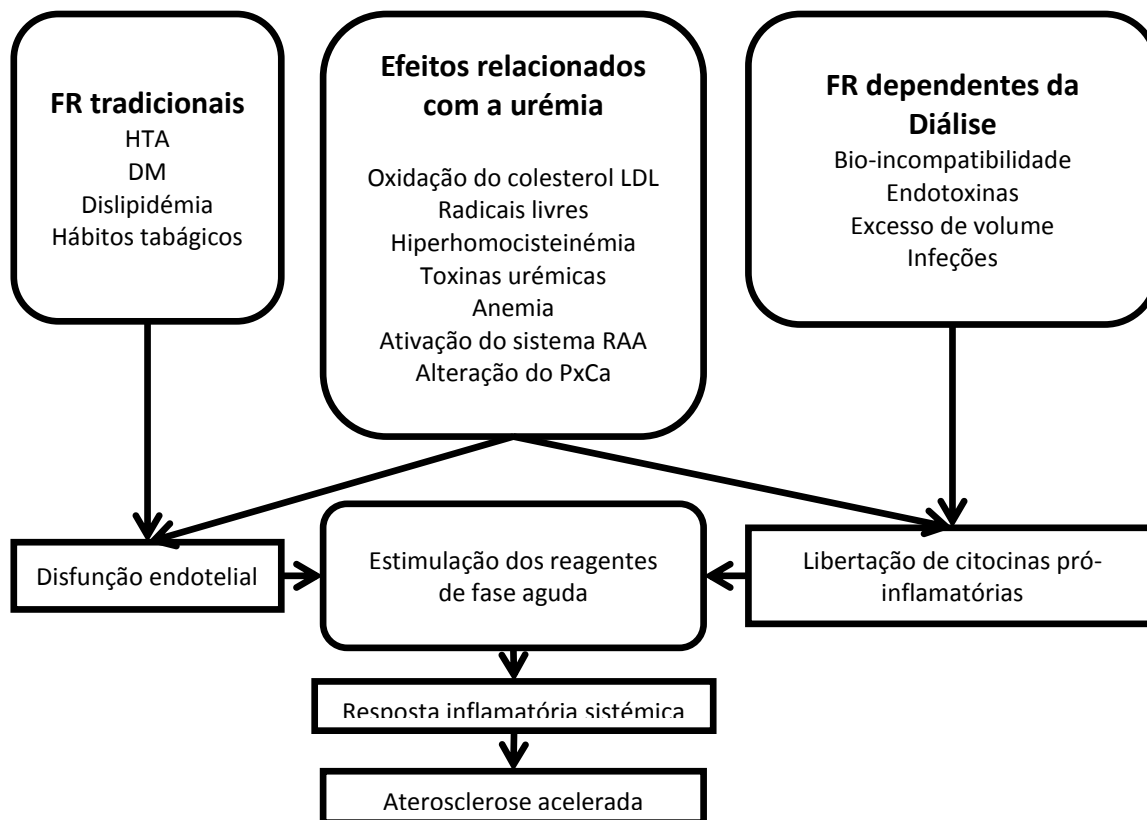 FR tradicionais
HTA
DM
Dislipidémia
Hábitos tabágicos
Efeitos relacionados
com a urémia
Oxidação do colesterol LDL
Radicais livres
Hiperhomocisteinémia
Toxinas urémicas
Anemia
Ativação do sistema RAA
Alteração do PxCa
FR dependentes da
Diálise
Bio-incompatibilidade
Endotoxinas
Excesso de volume
Infeções
Disfunção endotelial
Estimulação dos reagentes
de fase aguda
Libertação de citocinas pró-
inflamatórias
Resposta inflamatória sistémica
Aterosclerose acelerada